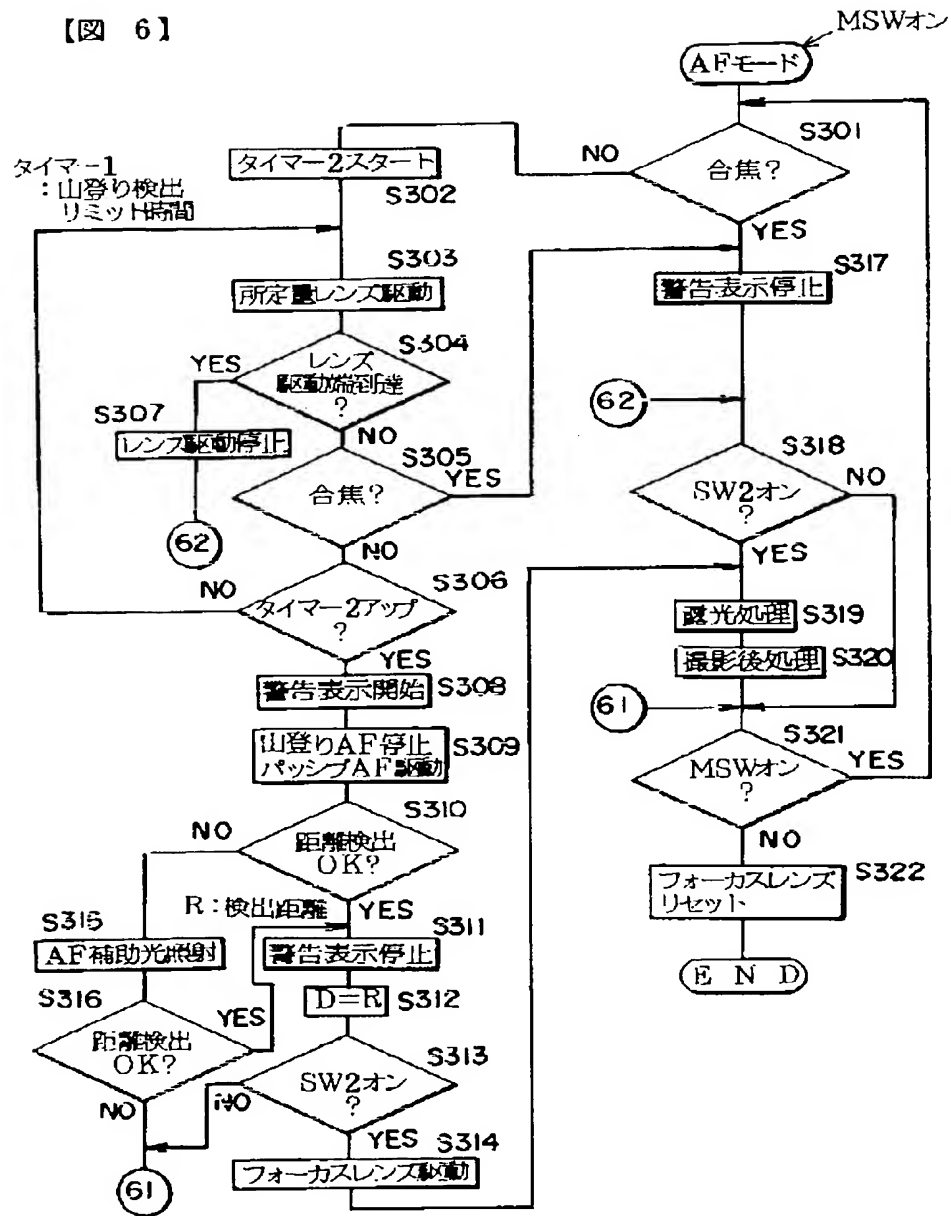 【図 6】
MSWオン
AFモード
S301
合焦?
NO
YES
タイマー2スタート
S302
タイマー1
:山登り検出
リミット時間
S303
所定量レンズ駆動
S304
レンズ
駆動端到達
?
YES
NO
S307
レンズ駆動停止
62
S305
合焦?
YES
NO
S306
タイマー2アップ
?
NO
YES
警告表示開始
S308
山登りAF停止
パッシブAF駆動
S309
S310
距離検出
OK?
NO
YES
R:検出距離
S315
AF補助光照射
S316
距離検出
OK?
YES
NO
61
S311
警告表示停止
D=R
S312
S313
SW2オン
?
NO
YES
S314
フォーカスレンズ駆動
S317
警告表示停止
62
S318
SW2オン
?
NO
YES
露光処理
S319
撮影後処理
S320
61
S321
MSWオン
?
YES
NO
フォーカスレンズ
リセット
S322
E N D